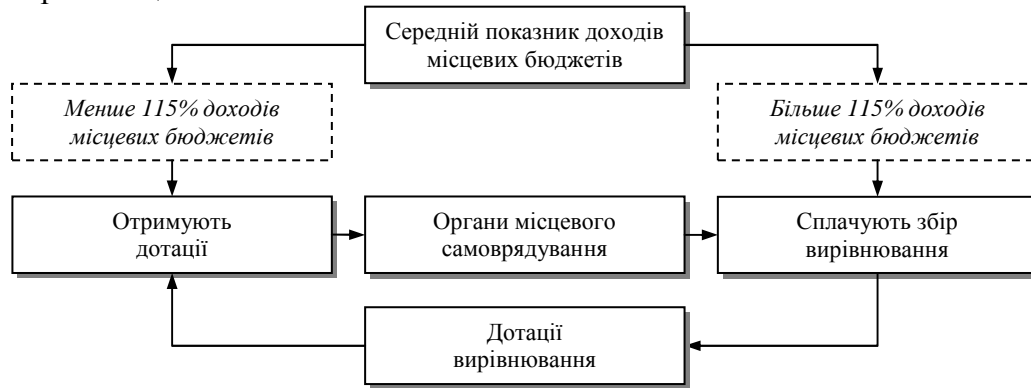 Середній показник доходів
місцевих бюджетів
Менше 115% доходів
місцевих бюджетів
Більше 115% доходів
місцевих бюджетів
Отримують
дотації
Органи місцевого
самоврядування
Сплачують збір
вирівнювання
Дотації
вирівнювання